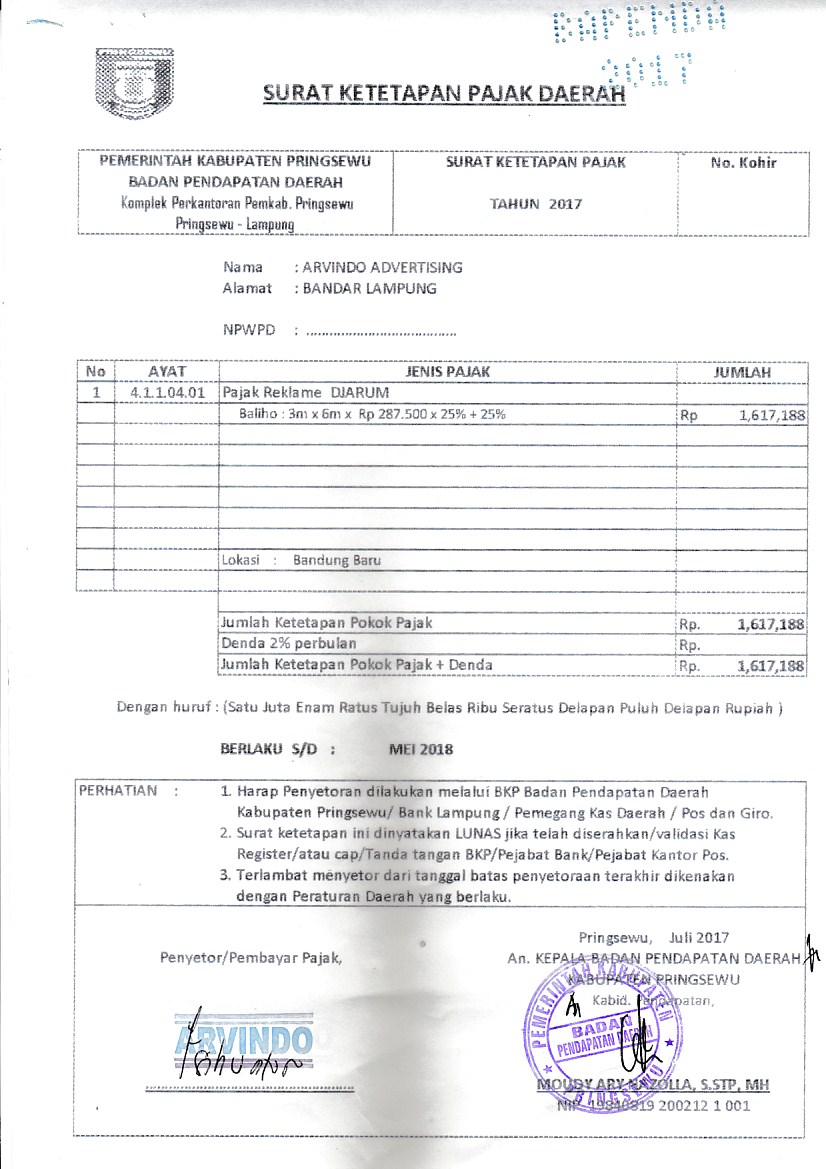 BAPENDA
2017
SURAT KETETAPAN PAJAK DAERAH
PEMERINTAH KABUPATEN PRINGSEWU
BADAN PENDAPATAN DAERAH
Komplek Perkantoran Pemkab. Pringsewu
Pringsewu - Lampung
SURAT KETETAPAN PAJAK
TAHUN 2017
No. Kohir
Nama : ARVINDO ADVERTISING
Alamat : BANDAR LAMPUNG
NPWPD : ........................................
No AYAT JENIS PAJAK JUMLAH
1 4.1.1.04.01 Pajak Reklame DJARUM
Baliho : 3m x 6m x Rp 287.500 x 25% + 25% Rp 1,617,188
Lokasi : Bandung Baru
Jumlah Ketetapan Pokok Pajak Rp. 1,617,188
Denda 2% perbulan Rp.
Jumlah Ketetapan Pokok Pajak + Denda Rp. 1,617,188
Dengan huruf : (Satu Juta Enam Ratus Tujuh Belas Ribu Seratus Delapan Puluh Delapan Rupiah )
BERLAKU S/D : MEI 2018
PERHATIAN : 1. Harap Penyetoran dilakukan melalui BKP Badan Pendapatan Daerah
Kabupaten Pringsewu/ Bank Lampung / Pemegang Kas Daerah / Pos dan Giro.
2. Surat ketetapan ini dinyatakan LUNAS jika telah diserahkan/validasi Kas
Register/atau cap/Tanda tangan BKP/Pejabat Bank/Pejabat Kantor Pos.
3. Terlambat menyetor dari tanggal batas penyetoraan terakhir dikenakan
dengan Peraturan Daerah yang berlaku.
Penyetor/Pembayar Pajak,
ARVINDO
Pringsewu, Juli 2017
An. KEPALA BADAN PENDAPATAN DAERAH
KABUPATEN PRINGSEWU
Kabid. Pendapatan,
PEMERINTAH KABUPATEN
BADAN
PENDAPATAN DAERAH
PRINGSEWU
MOUDY ARY NAZOLLA, S.STP, MH
NIP. 19840319 200212 1 001